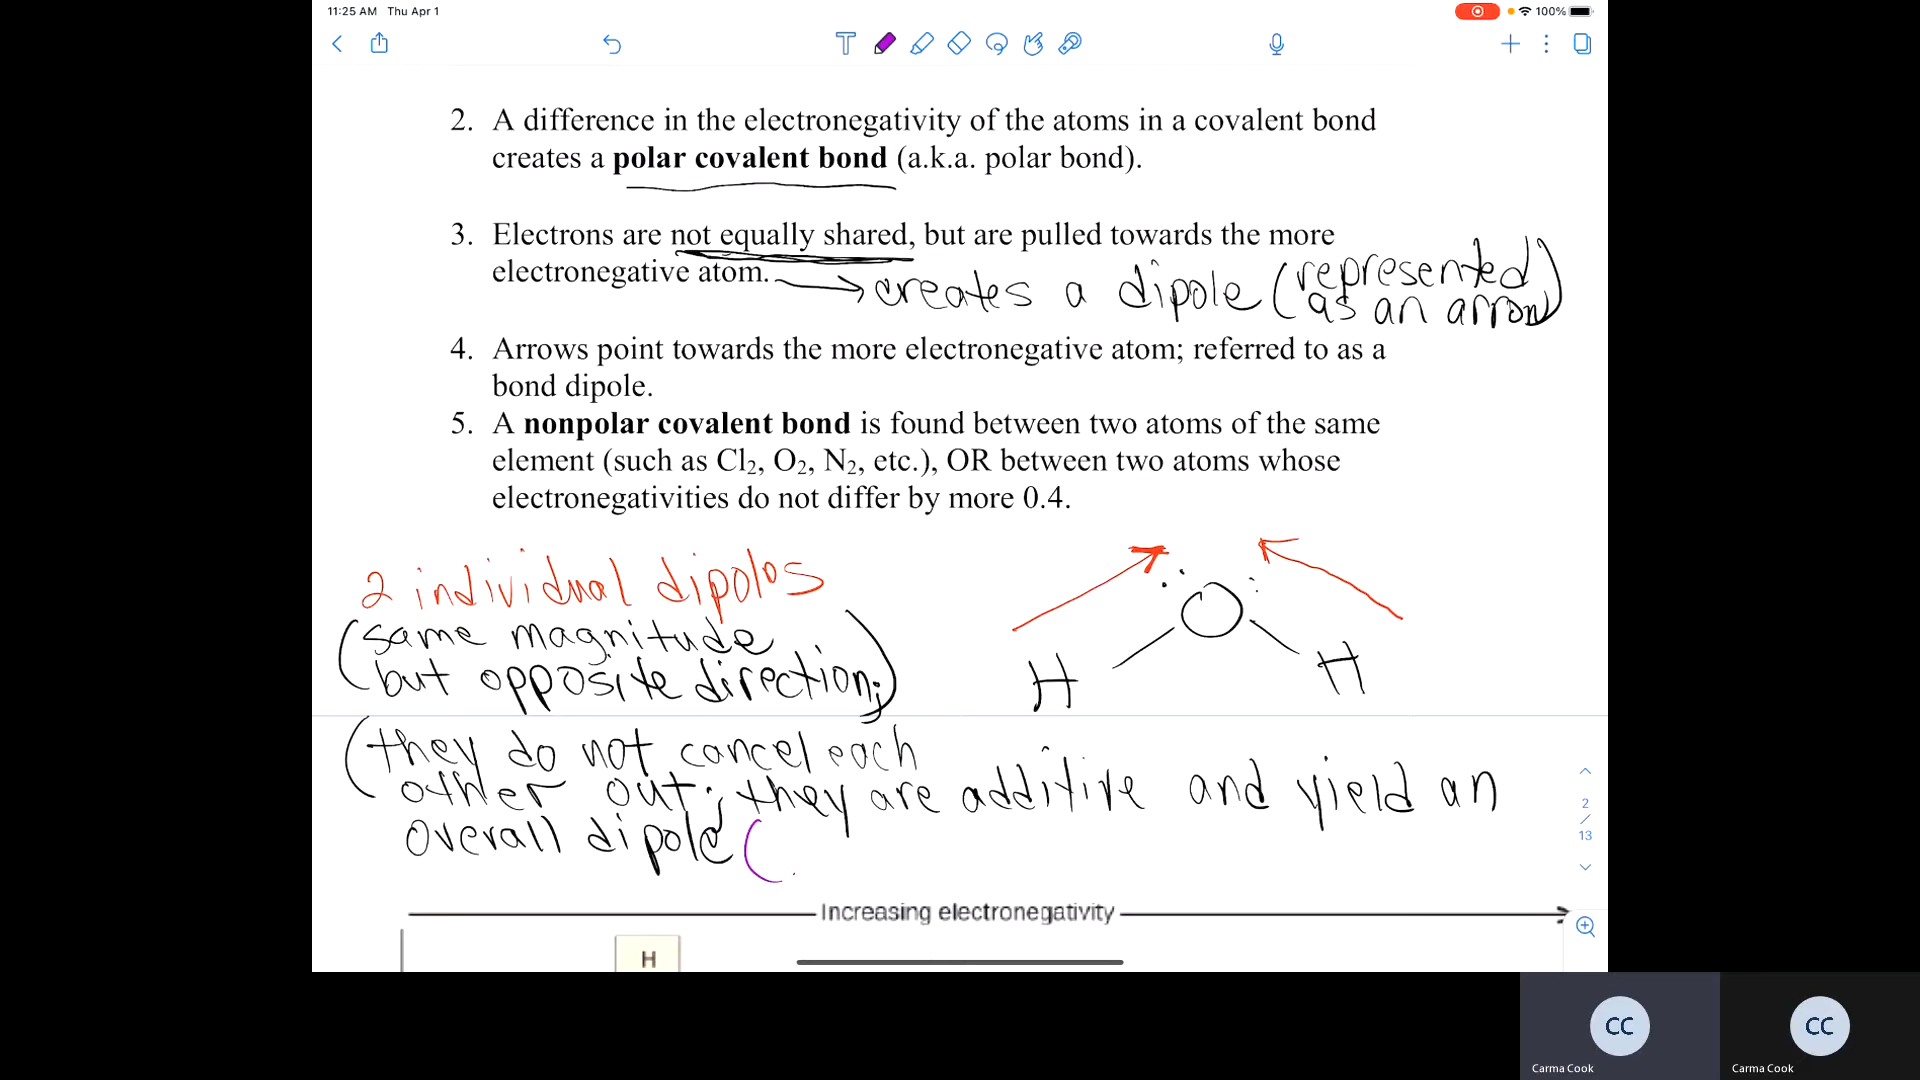 11:25 AM Thu Apr 1
100%
2. A difference in the electronegativity of the atoms in a covalent bond
creates a polar covalent bond (a.k.a. polar bond).
3. Electrons are not equally shared, but are pulled towards the more
electronegative atom.
creates a dipole (represented
as an arrow)
4. Arrows point towards the more electronegative atom; referred to as a
bond dipole.
5. A nonpolar covalent bond is found between two atoms of the same
element (such as Cl₂, O₂, N₂, etc.), OR between two atoms whose
electronegativities do not differ by more 0.4.
2 individual dipoles
(same magnitude
but opposite direction;)
O
H H
(they do not cancel each
other out; they are additive and yield an
overall dipole (
2
/
13
Increasing electronegativity
H
CC CC
Carma Cook Carma Cook